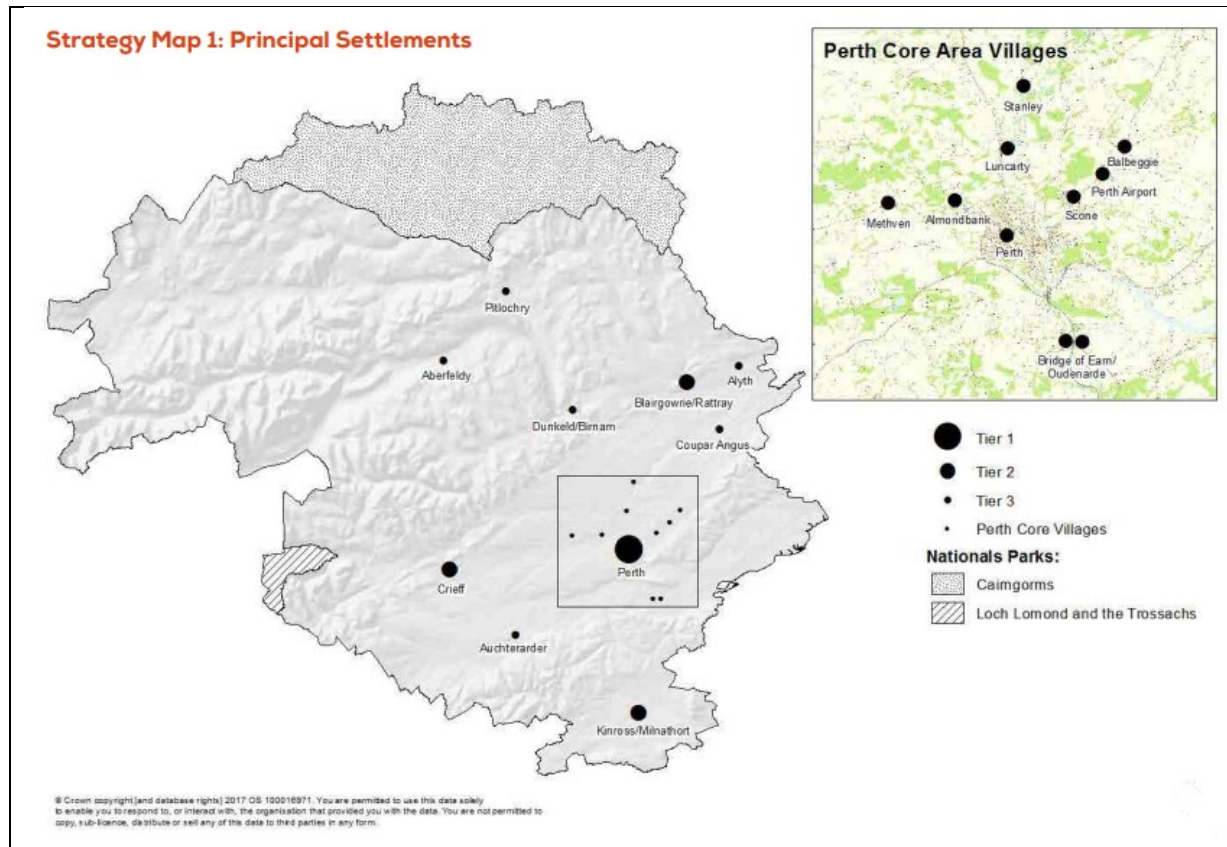 Strategy Map 1: Principal Settlements
Perth Core Area Villages
Stanley
Luncarty
Balbeggie
Perth Airport
Scone
Methven
Almondbank
Perth
Bridge of Earn/
Oudenarde
Pitlochry
Aberfeldy
Alyth
Blairgowrie/Rattray
Dunkeld/Birnam
Coupar Angus
Perth
Crieff
Auchterarder
Kinross/Milnathort
Tier 1
Tier 2
Tier 3
Perth Core Villages
Nationals Parks:
Cairngorms
Loch Lomond and the Trossachs
© Crown copyright [and database rights] 2017 OS 100016971. You are permitted to use this data solely
to enable you to respond to, or interact with, the organisation that provided you with the data. You are not permitted to
copy, sub-licence, distribute or sell any of this data to third parties in any form.